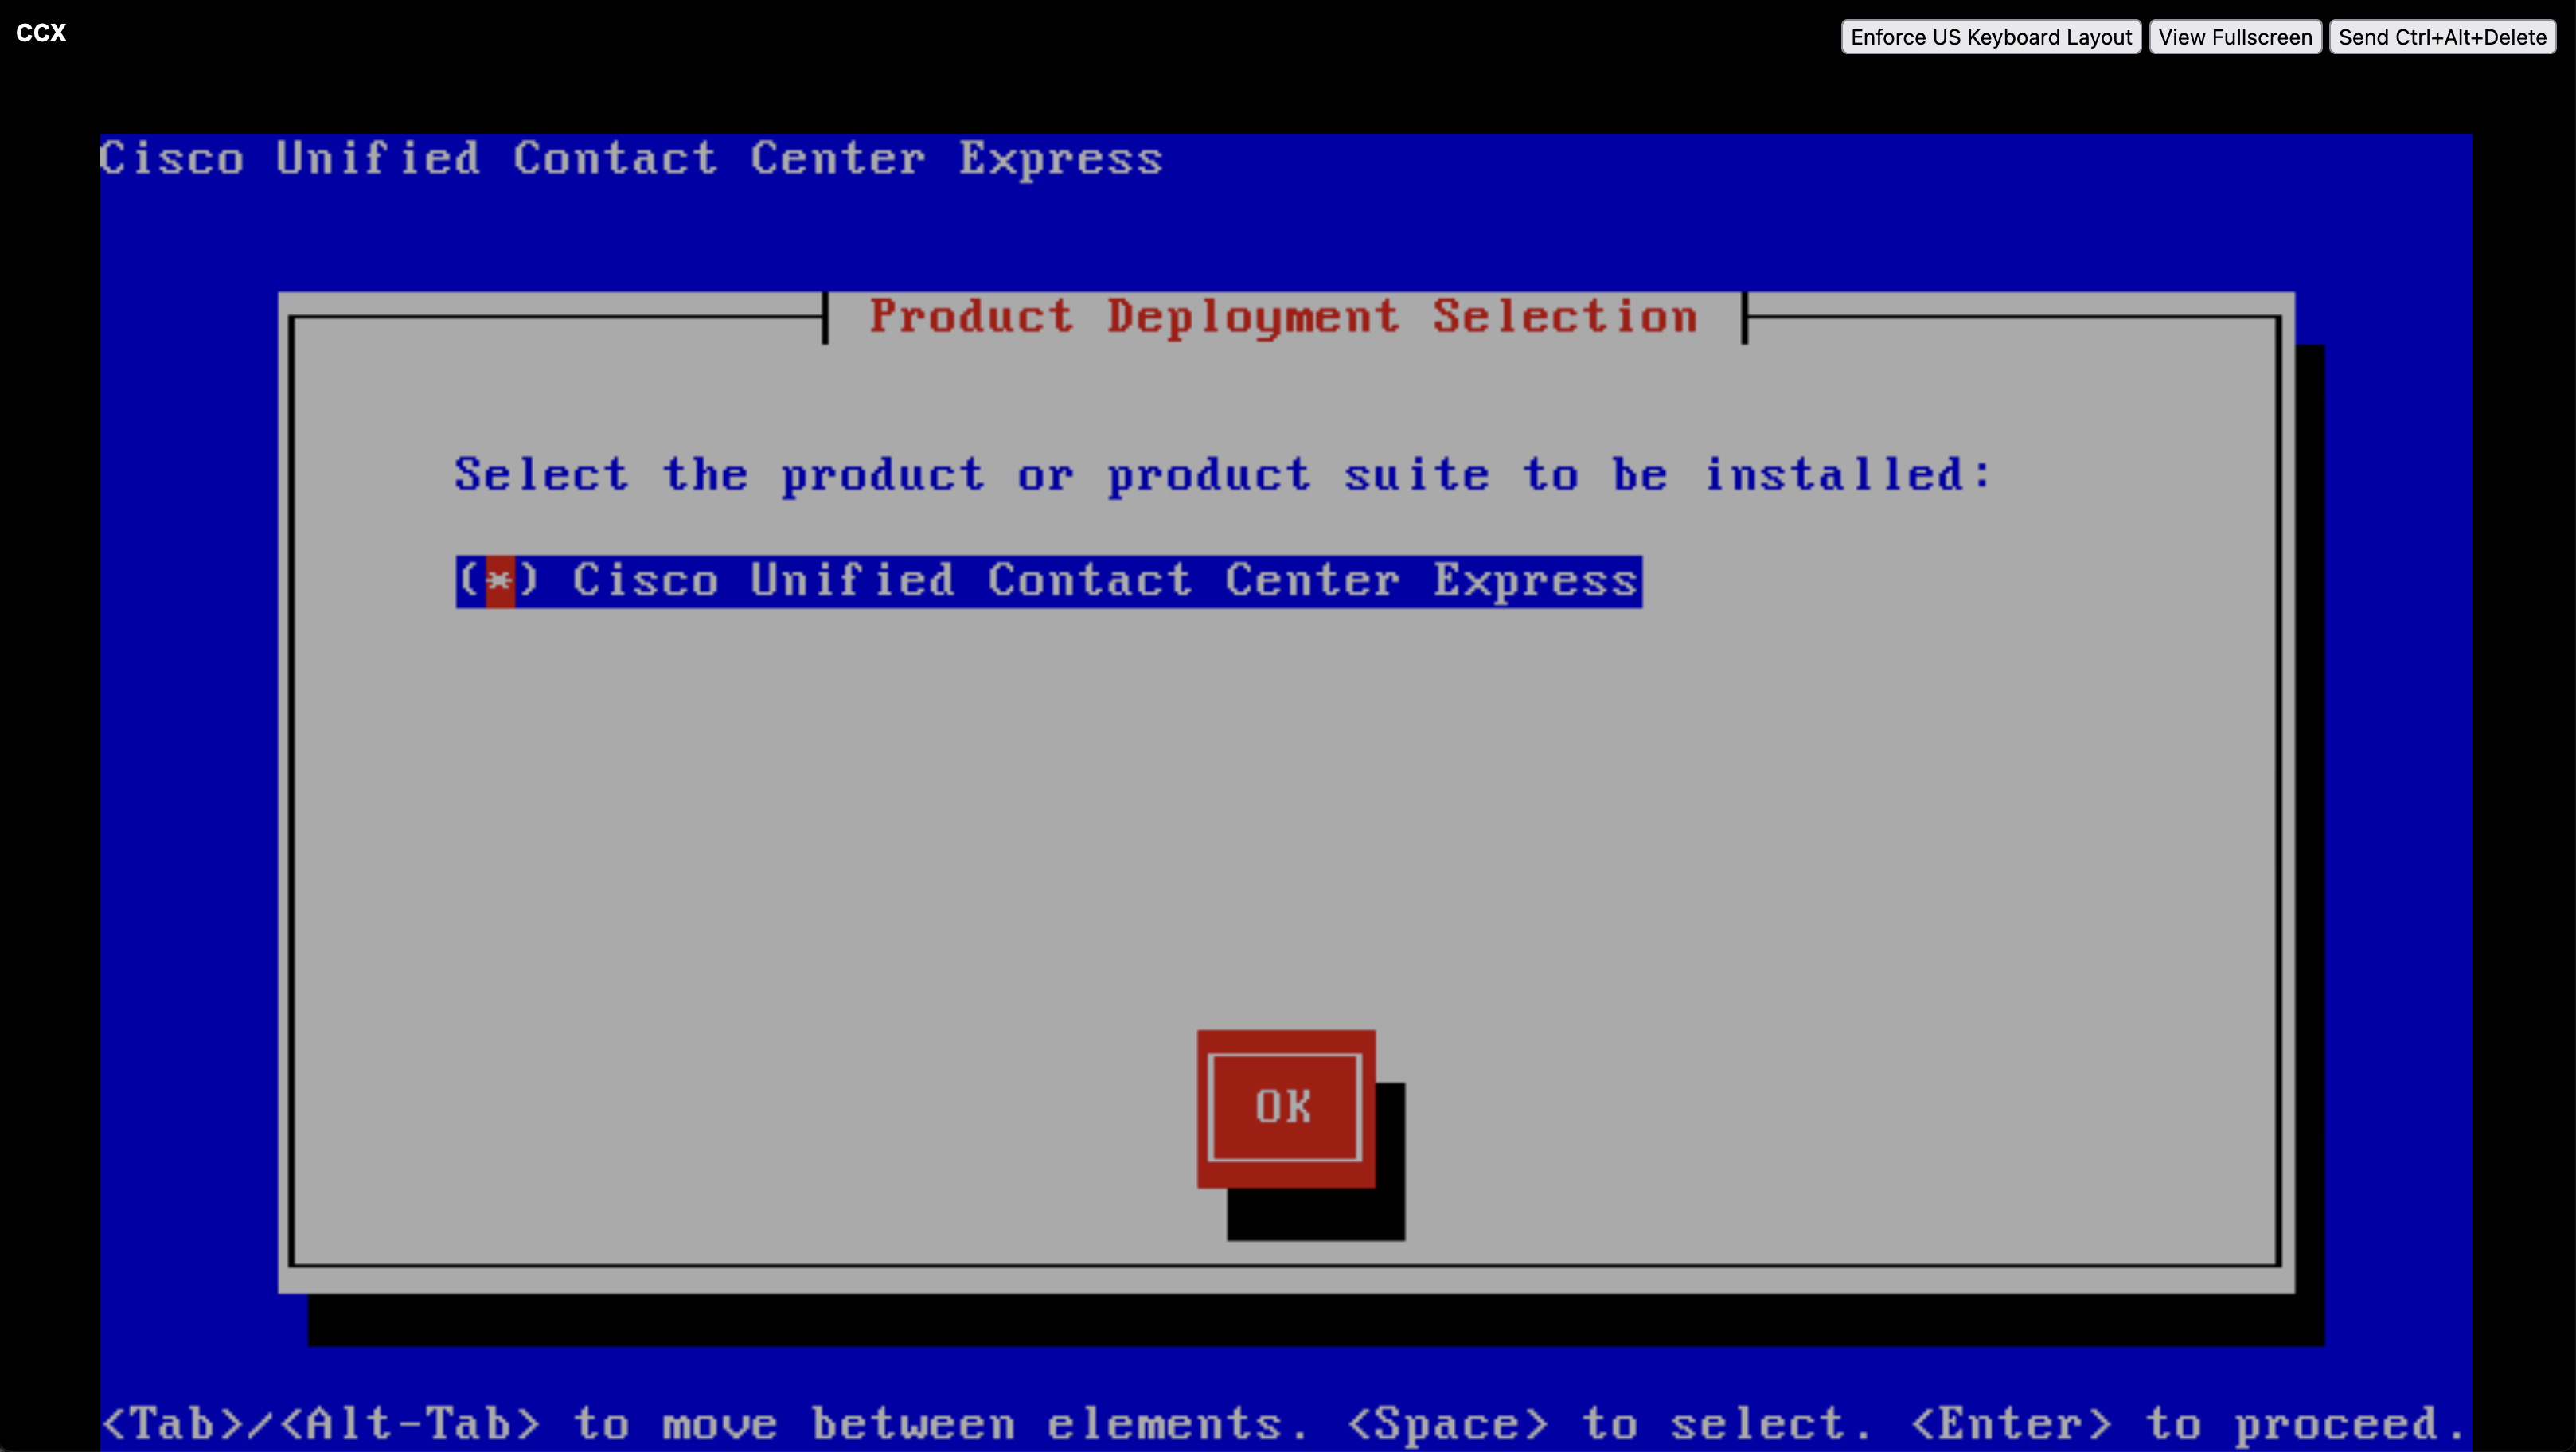 CCX
Enforce US Keyboard Layout View Fullscreen Send Ctrl+Alt+Delete
Cisco Unified Contact Center Express
Product Deployment Selection
Select the product or product suite to be installed:
(*) Cisco Unified Contact Center Express
OK
<Tab>/<Alt-Tab> to move between elements. <Space> to select. <Enter> to proceed.